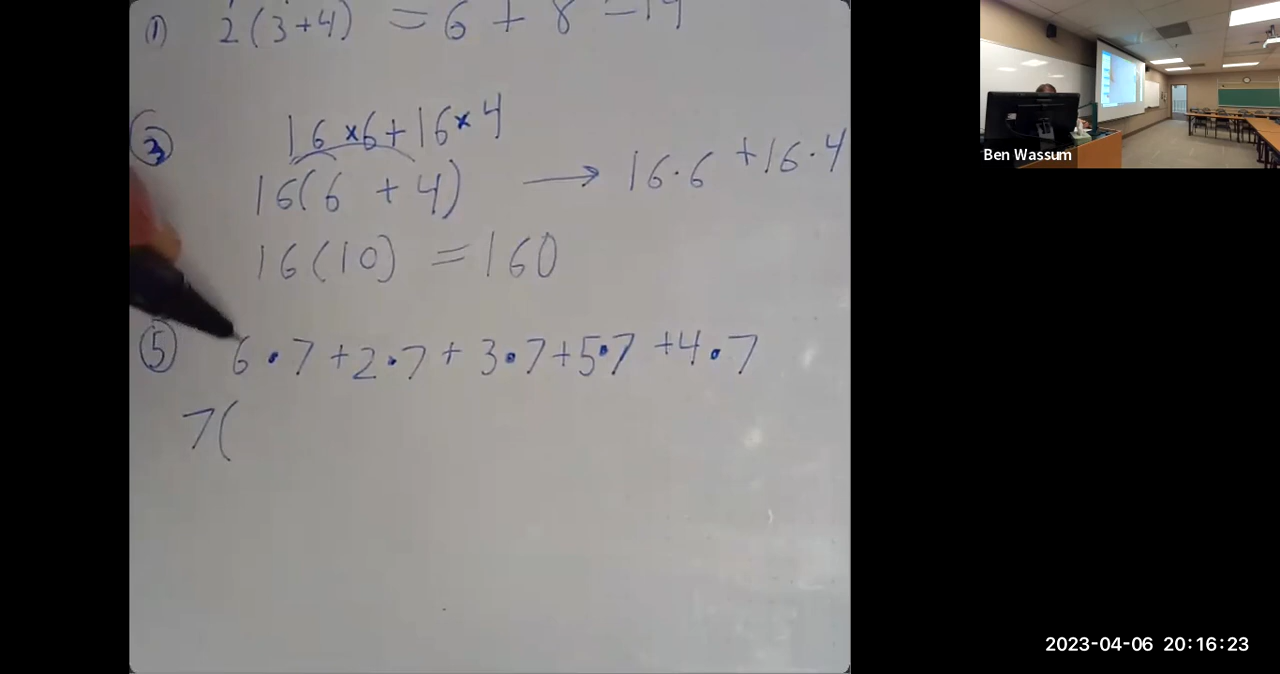 ① 2(3+4) = 6 + 8 = 14
③ 16×6+16×4
16(6 + 4) → 16·6 +16·4
16(10) = 160
⑤ 6·7+2·7+3·7+5·7+4·7
7(
Ben Wassum
2023-04-06 20:16:23